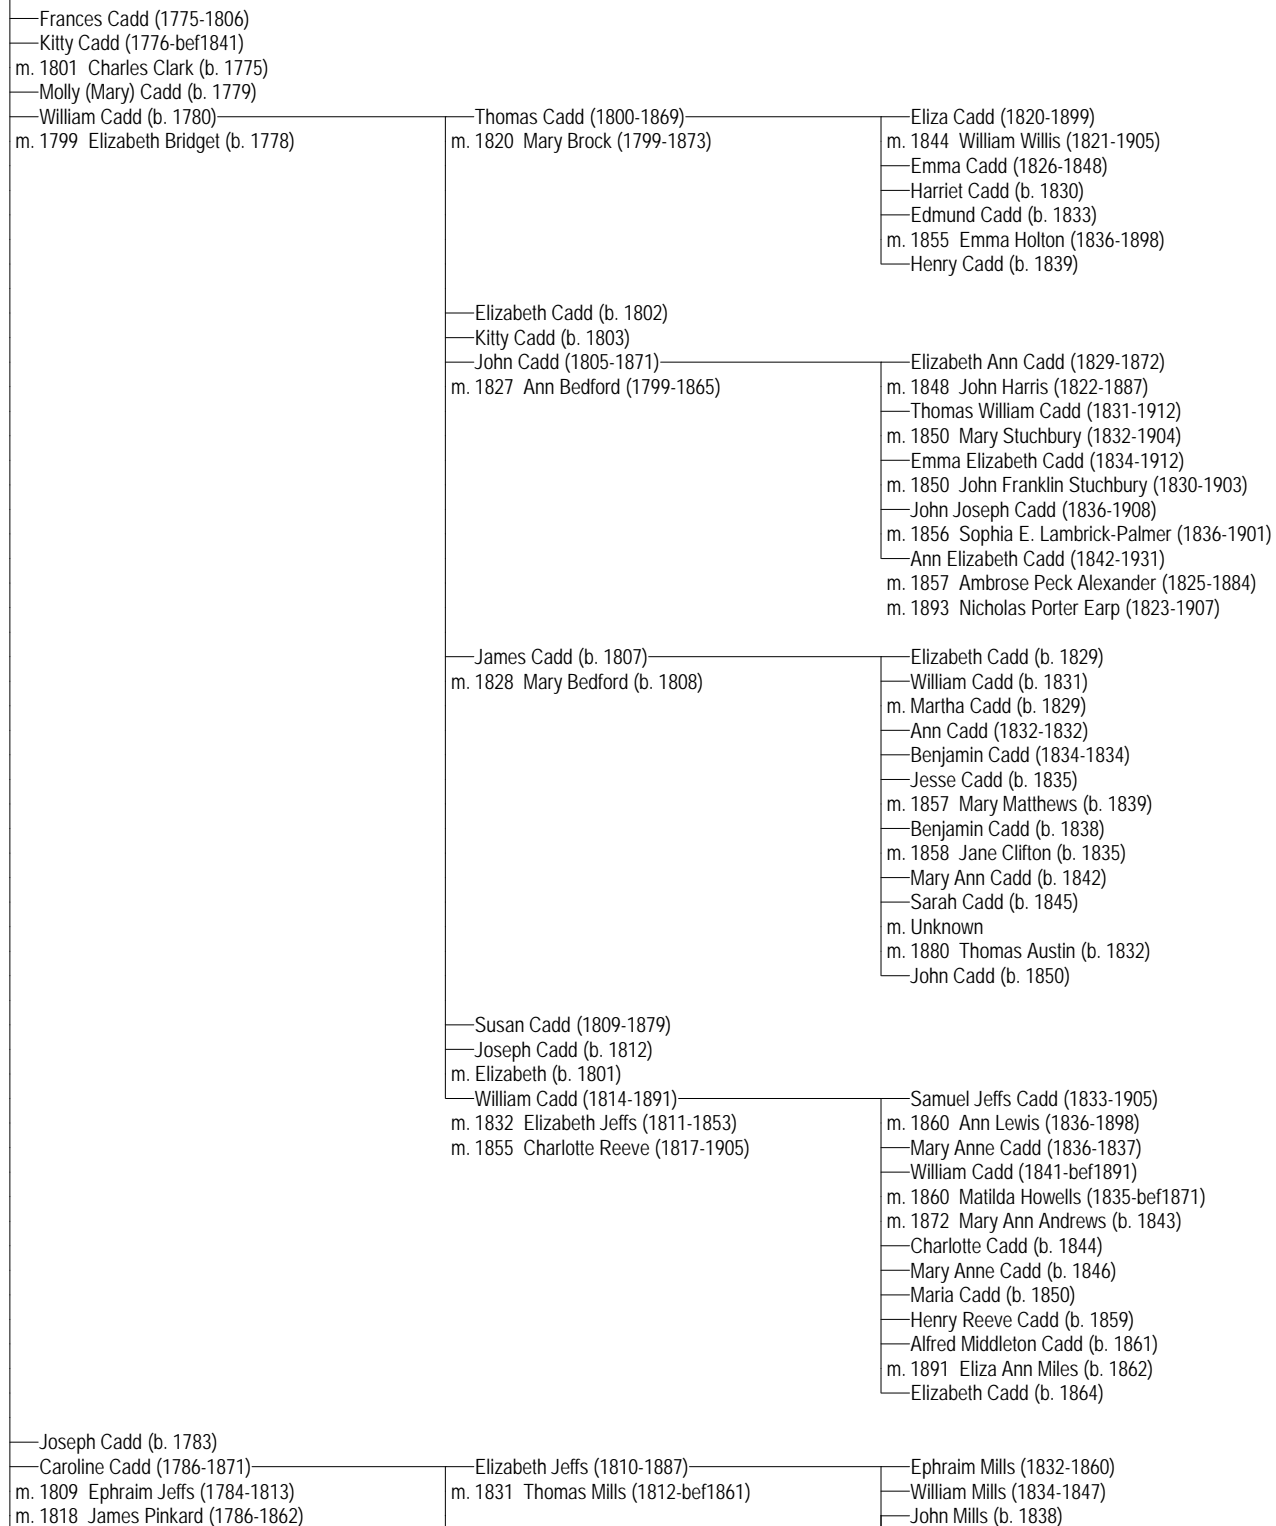 Frances Cadd (1775-1806)
Kitty Cadd (1776-bef1841)
m. 1801 Charles Clark (b. 1775)
Molly (Mary) Cadd (b. 1779)
William Cadd (b. 1780)
m. 1799 Elizabeth Bridget (b. 1778)
Thomas Cadd (1800-1869)
m. 1820 Mary Brock (1799-1873)
Eliza Cadd (1820-1899)
m. 1844 William Willis (1821-1905)
Emma Cadd (1826-1848)
Harriet Cadd (b. 1830)
Edmund Cadd (b. 1833)
m. 1855 Emma Holton (1836-1898)
Henry Cadd (b. 1839)
Elizabeth Cadd (b. 1802)
Kitty Cadd (b. 1803)
John Cadd (1805-1871)
m. 1827 Ann Bedford (1799-1865)
Elizabeth Ann Cadd (1829-1872)
m. 1848 John Harris (1822-1887)
Thomas William Cadd (1831-1912)
m. 1850 Mary Stuchbury (1832-1904)
Emma Elizabeth Cadd (1834-1912)
m. 1850 John Franklin Stuchbury (1830-1903)
John Joseph Cadd (1836-1908)
m. 1856 Sophia E. Lambrick-Palmer (1836-1901)
Ann Elizabeth Cadd (1842-1931)
m. 1857 Ambrose Peck Alexander (1825-1884)
m. 1893 Nicholas Porter Earp (1823-1907)
James Cadd (b. 1807)
m. 1828 Mary Bedford (b. 1808)
Elizabeth Cadd (b. 1829)
William Cadd (b. 1831)
m. Martha Cadd (b. 1829)
Ann Cadd (1832-1832)
Benjamin Cadd (1834-1834)
Jesse Cadd (b. 1835)
m. 1857 Mary Matthews (b. 1839)
Benjamin Cadd (b. 1838)
m. 1858 Jane Clifton (b. 1835)
Mary Ann Cadd (b. 1842)
Sarah Cadd (b. 1845)
m. Unknown
m. 1880 Thomas Austin (b. 1832)
John Cadd (b. 1850)
Susan Cadd (1809-1879)
Joseph Cadd (b. 1812)
m. Elizabeth (b. 1801)
William Cadd (1814-1891)
m. 1832 Elizabeth Jeffs (1811-1853)
m. 1855 Charlotte Reeve (1817-1905)
Samuel Jeffs Cadd (1833-1905)
m. 1860 Ann Lewis (1836-1898)
Mary Anne Cadd (1836-1837)
William Cadd (1841-bef1891)
m. 1860 Matilda Howells (1835-bef1871)
m. 1872 Mary Ann Andrews (b. 1843)
Charlotte Cadd (b. 1844)
Mary Anne Cadd (b. 1846)
Maria Cadd (b. 1850)
Henry Reeve Cadd (b. 1859)
Alfred Middleton Cadd (b. 1861)
m. 1891 Eliza Ann Miles (b. 1862)
Elizabeth Cadd (b. 1864)
Joseph Cadd (b. 1783)
Caroline Cadd (1786-1871)
m. 1809 Ephraim Jeffs (1784-1813)
m. 1818 James Pinkard (1786-1862)
Elizabeth Jeffs (1810-1887)
m. 1831 Thomas Mills (1812-bef1861)
Ephraim Mills (1832-1860)
William Mills (1834-1847)
John Mills (b. 1838)